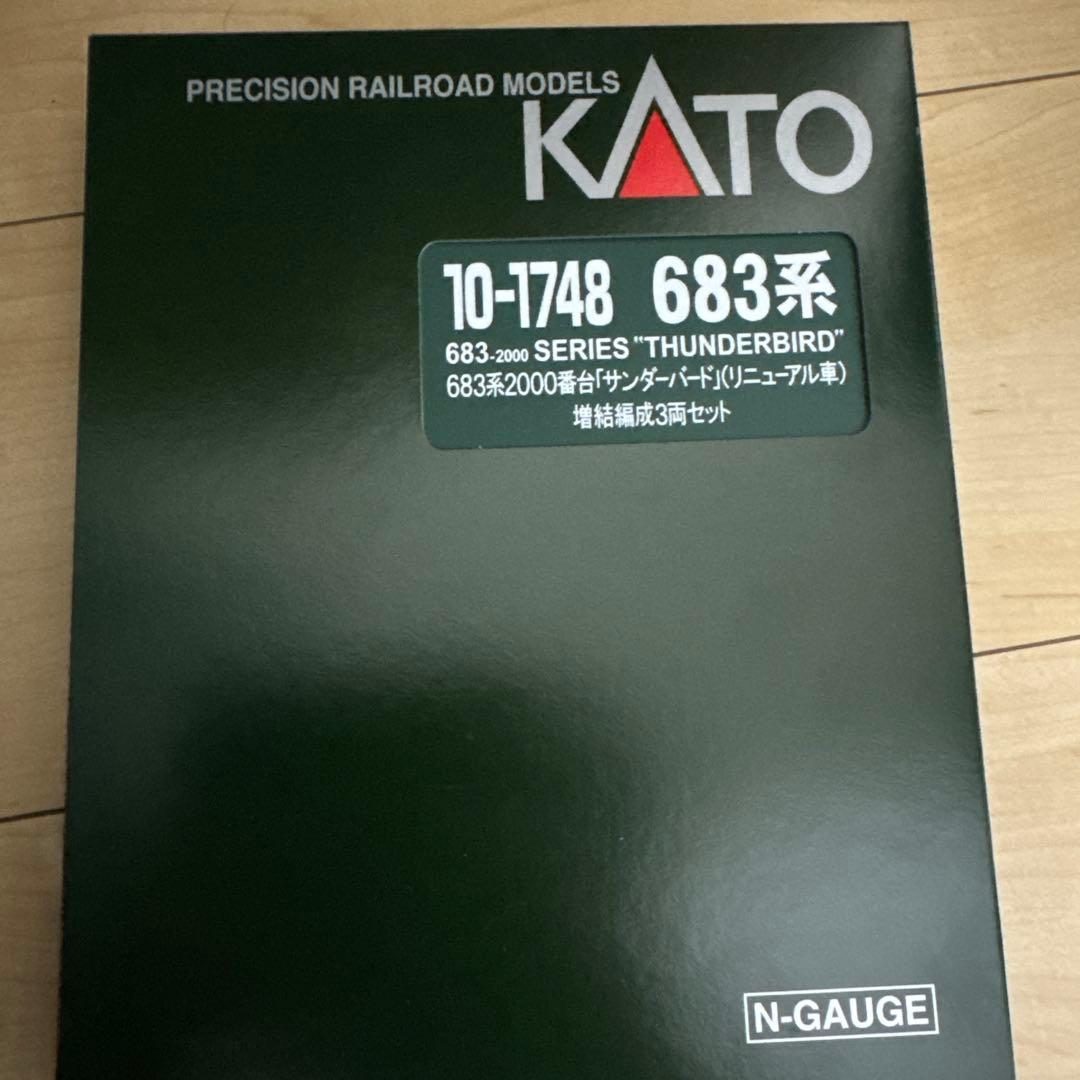 PRECISION RAILROAD MODELS
KATO
10-1748 683系
683-2000 SERIES "THUNDERBIRD"
683系2000番台「サンダーバード」(リニューアル車)
増結編成3両セット
N-GAUGE